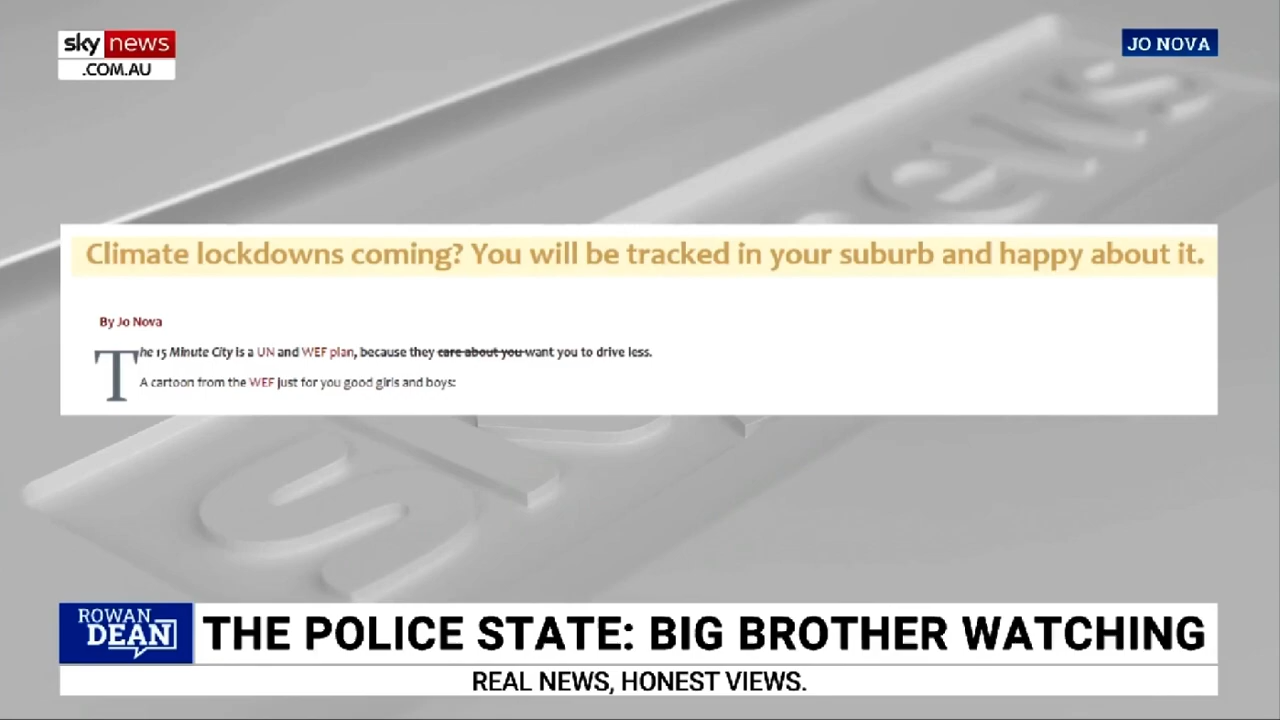 sky news
.COM.AU
JO NOVA
Climate lockdowns coming? You will be tracked in your suburb and happy about it.
By Jo Nova
The 15 Minute City is a UN and WEF plan, because they care about you want you to drive less.
A cartoon from the WEF just for you good girls and boys:
ROWAN
DEAN
THE POLICE STATE: BIG BROTHER WATCHING
REAL NEWS, HONEST VIEWS.